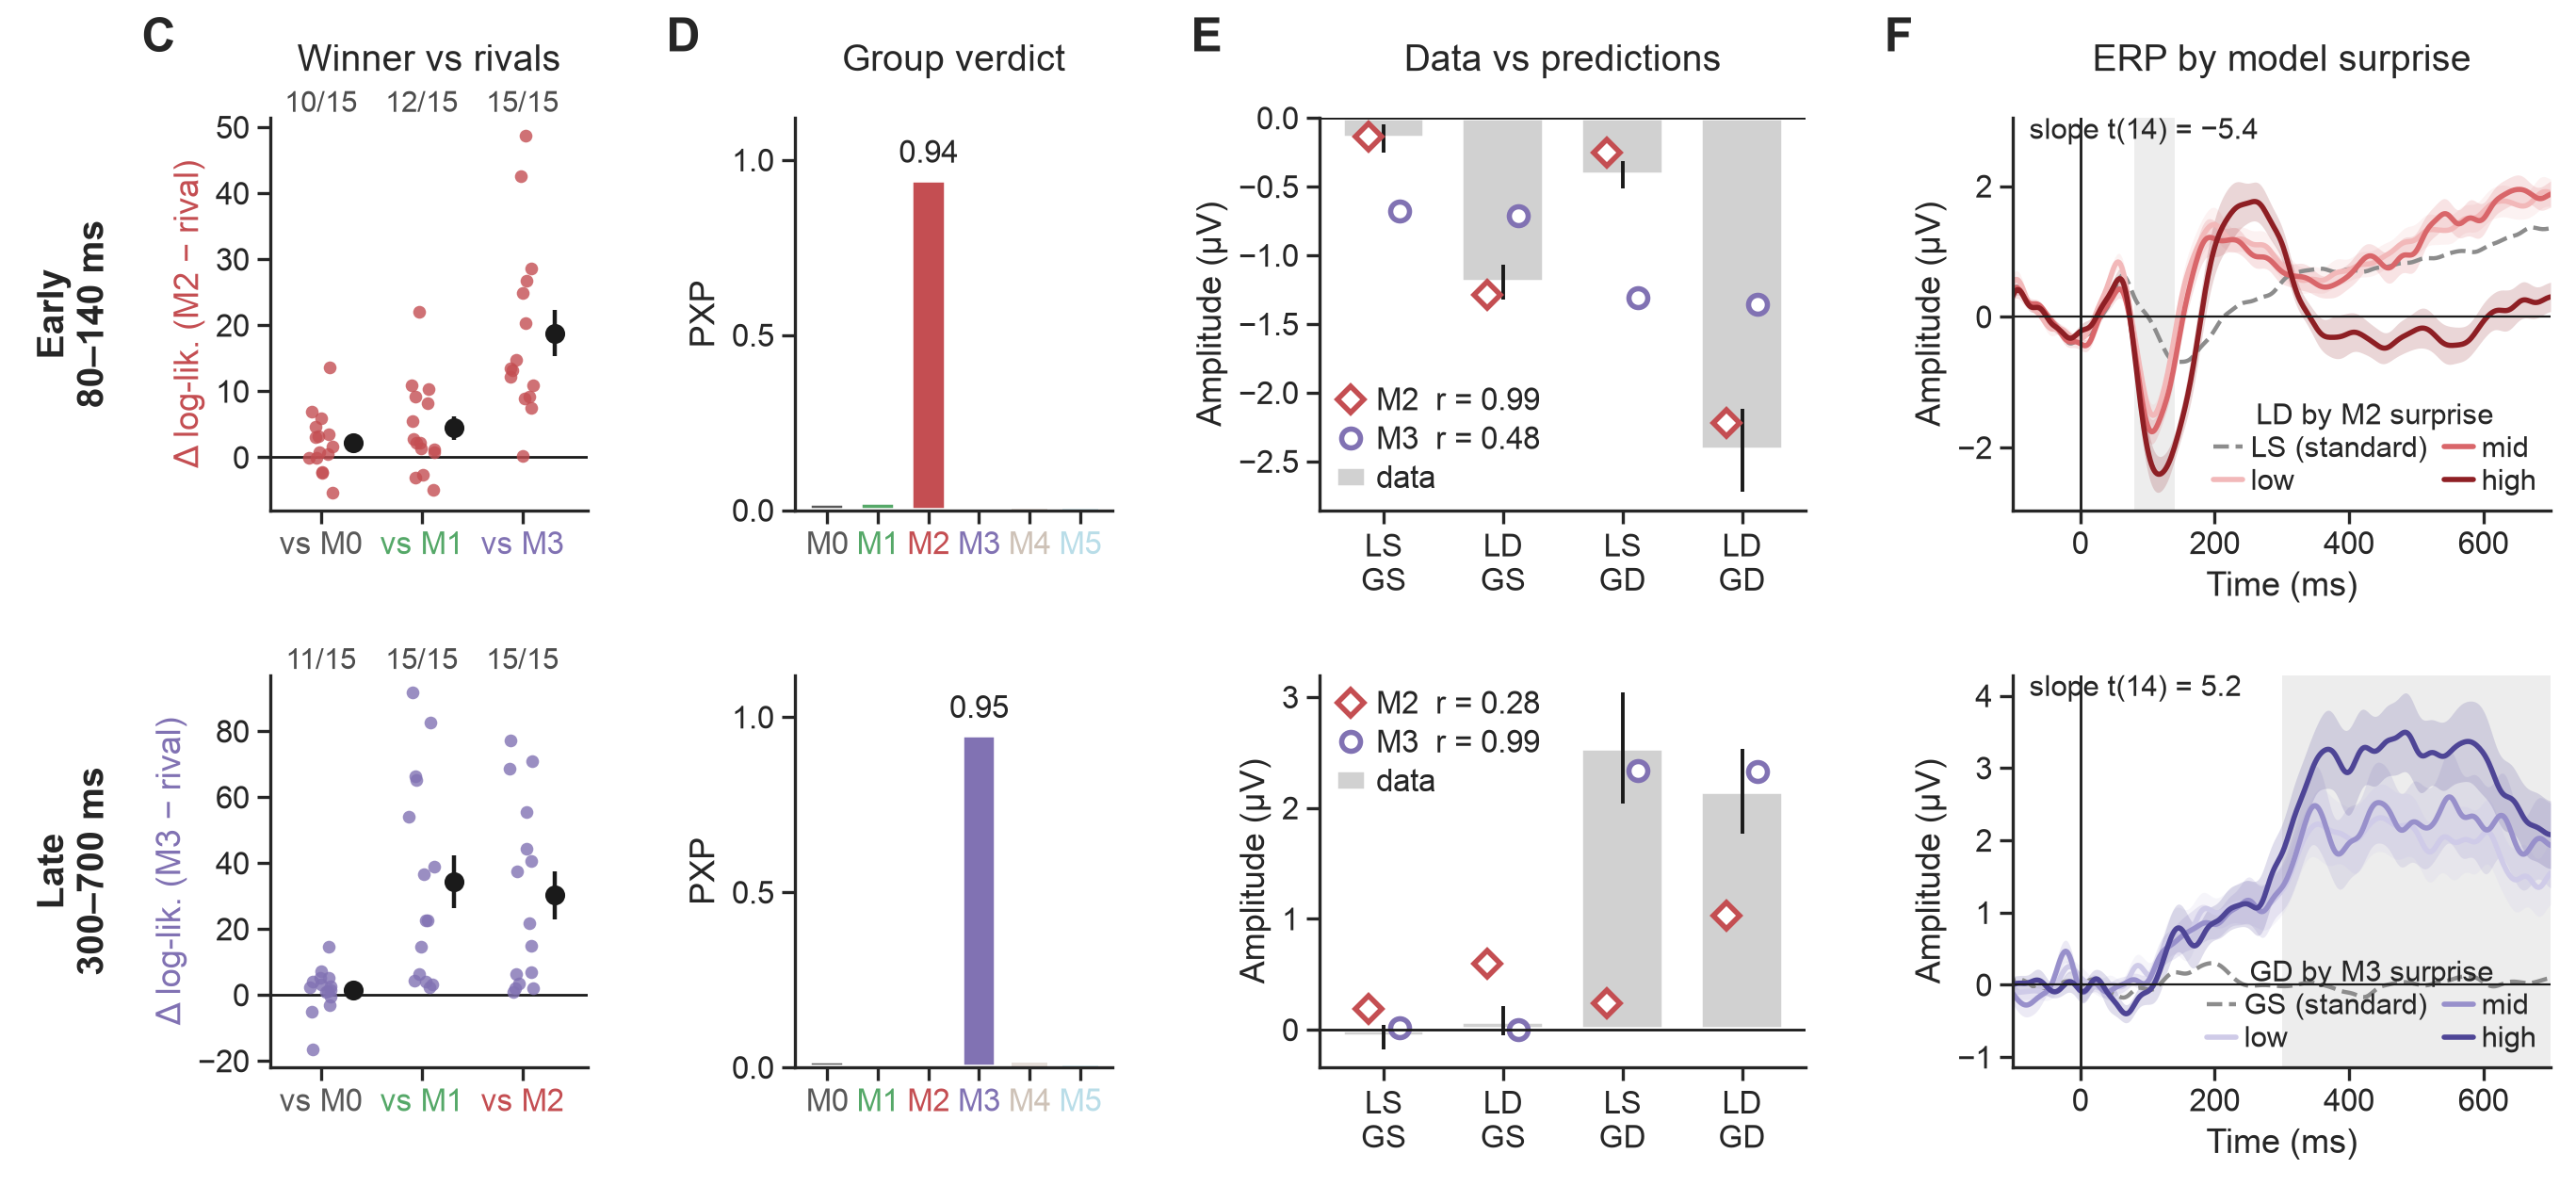 C
Winner vs rivals
10/15 12/15 15/15
50
40
30
20
10
0
Δ log-lik. (M2 − rival)
Early
80–140 ms
vs M0 vs M1 vs M3
D
Group verdict
0.94
1.0
0.5
0.0
PXP
M0 M1 M2 M3 M4 M5
E
Data vs predictions
0.0
−0.5
−1.0
−1.5
−2.0
−2.5
Amplitude (µV)
M2 r = 0.99
M3 r = 0.48
data
LS LD LS LD
GS GS GD GD
F
ERP by model surprise
slope t(14) = −5.4
2
0
−2
Amplitude (µV)
LD by M2 surprise
LS (standard) mid
low high
0 200 400 600
Time (ms)
11/15 15/15 15/15
80
60
40
20
0
−20
Δ log-lik. (M3 − rival)
Late
300–700 ms
vs M0 vs M1 vs M2
0.95
1.0
0.5
0.0
PXP
M0 M1 M2 M3 M4 M5
3
2
1
0
Amplitude (µV)
M2 r = 0.28
M3 r = 0.99
data
LS LD LS LD
GS GS GD GD
slope t(14) = 5.2
4
3
2
1
0
−1
Amplitude (µV)
GD by M3 surprise
GS (standard) mid
low high
0 200 400 600
Time (ms)